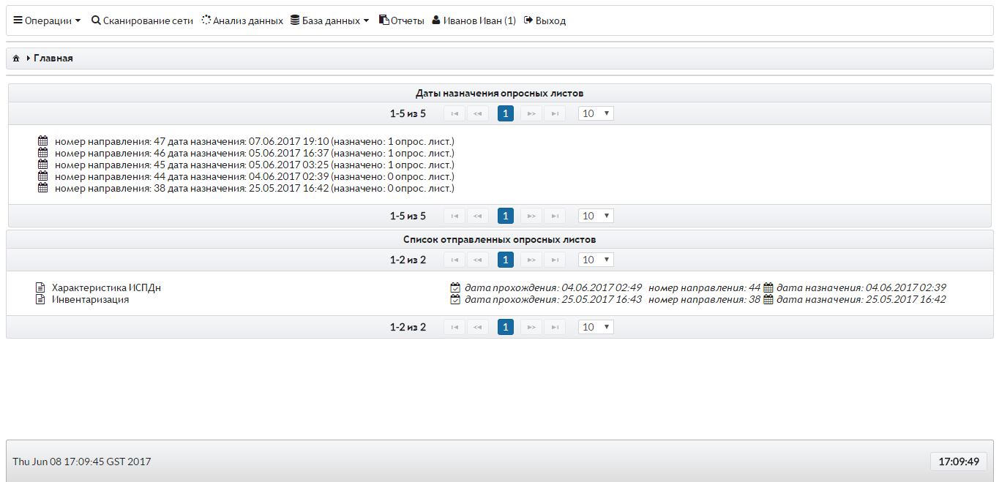 Операции Сканирование сети Анализ данных База данных Отчеты Иванов Иван (1) Выход
Главная
Даты назначения опросных листов
1-5 из 5 1 10
номер направления: 47 дата назначения: 07.06.2017 19:10 (назначено: 1 опрос. лист.)
номер направления: 46 дата назначения: 05.06.2017 16:37 (назначено: 1 опрос. лист.)
номер направления: 45 дата назначения: 05.06.2017 03:25 (назначено: 1 опрос. лист.)
номер направления: 44 дата назначения: 04.06.2017 02:39 (назначено: 0 опрос. лист.)
номер направления: 38 дата назначения: 25.05.2017 16:42 (назначено: 0 опрос. лист.)
1-5 из 5 1 10
Список отправленных опросных листов
1-2 из 2 1 10
Характеристика ИСПДн дата прохождения: 04.06.2017 02:49 номер направления: 44 дата назначения: 04.06.2017 02:39
Инвентаризация дата прохождения: 25.05.2017 16:43 номер направления: 38 дата назначения: 25.05.2017 16:42
1-2 из 2 1 10
Thu Jun 08 17:09:45 GST 2017 17:09:49